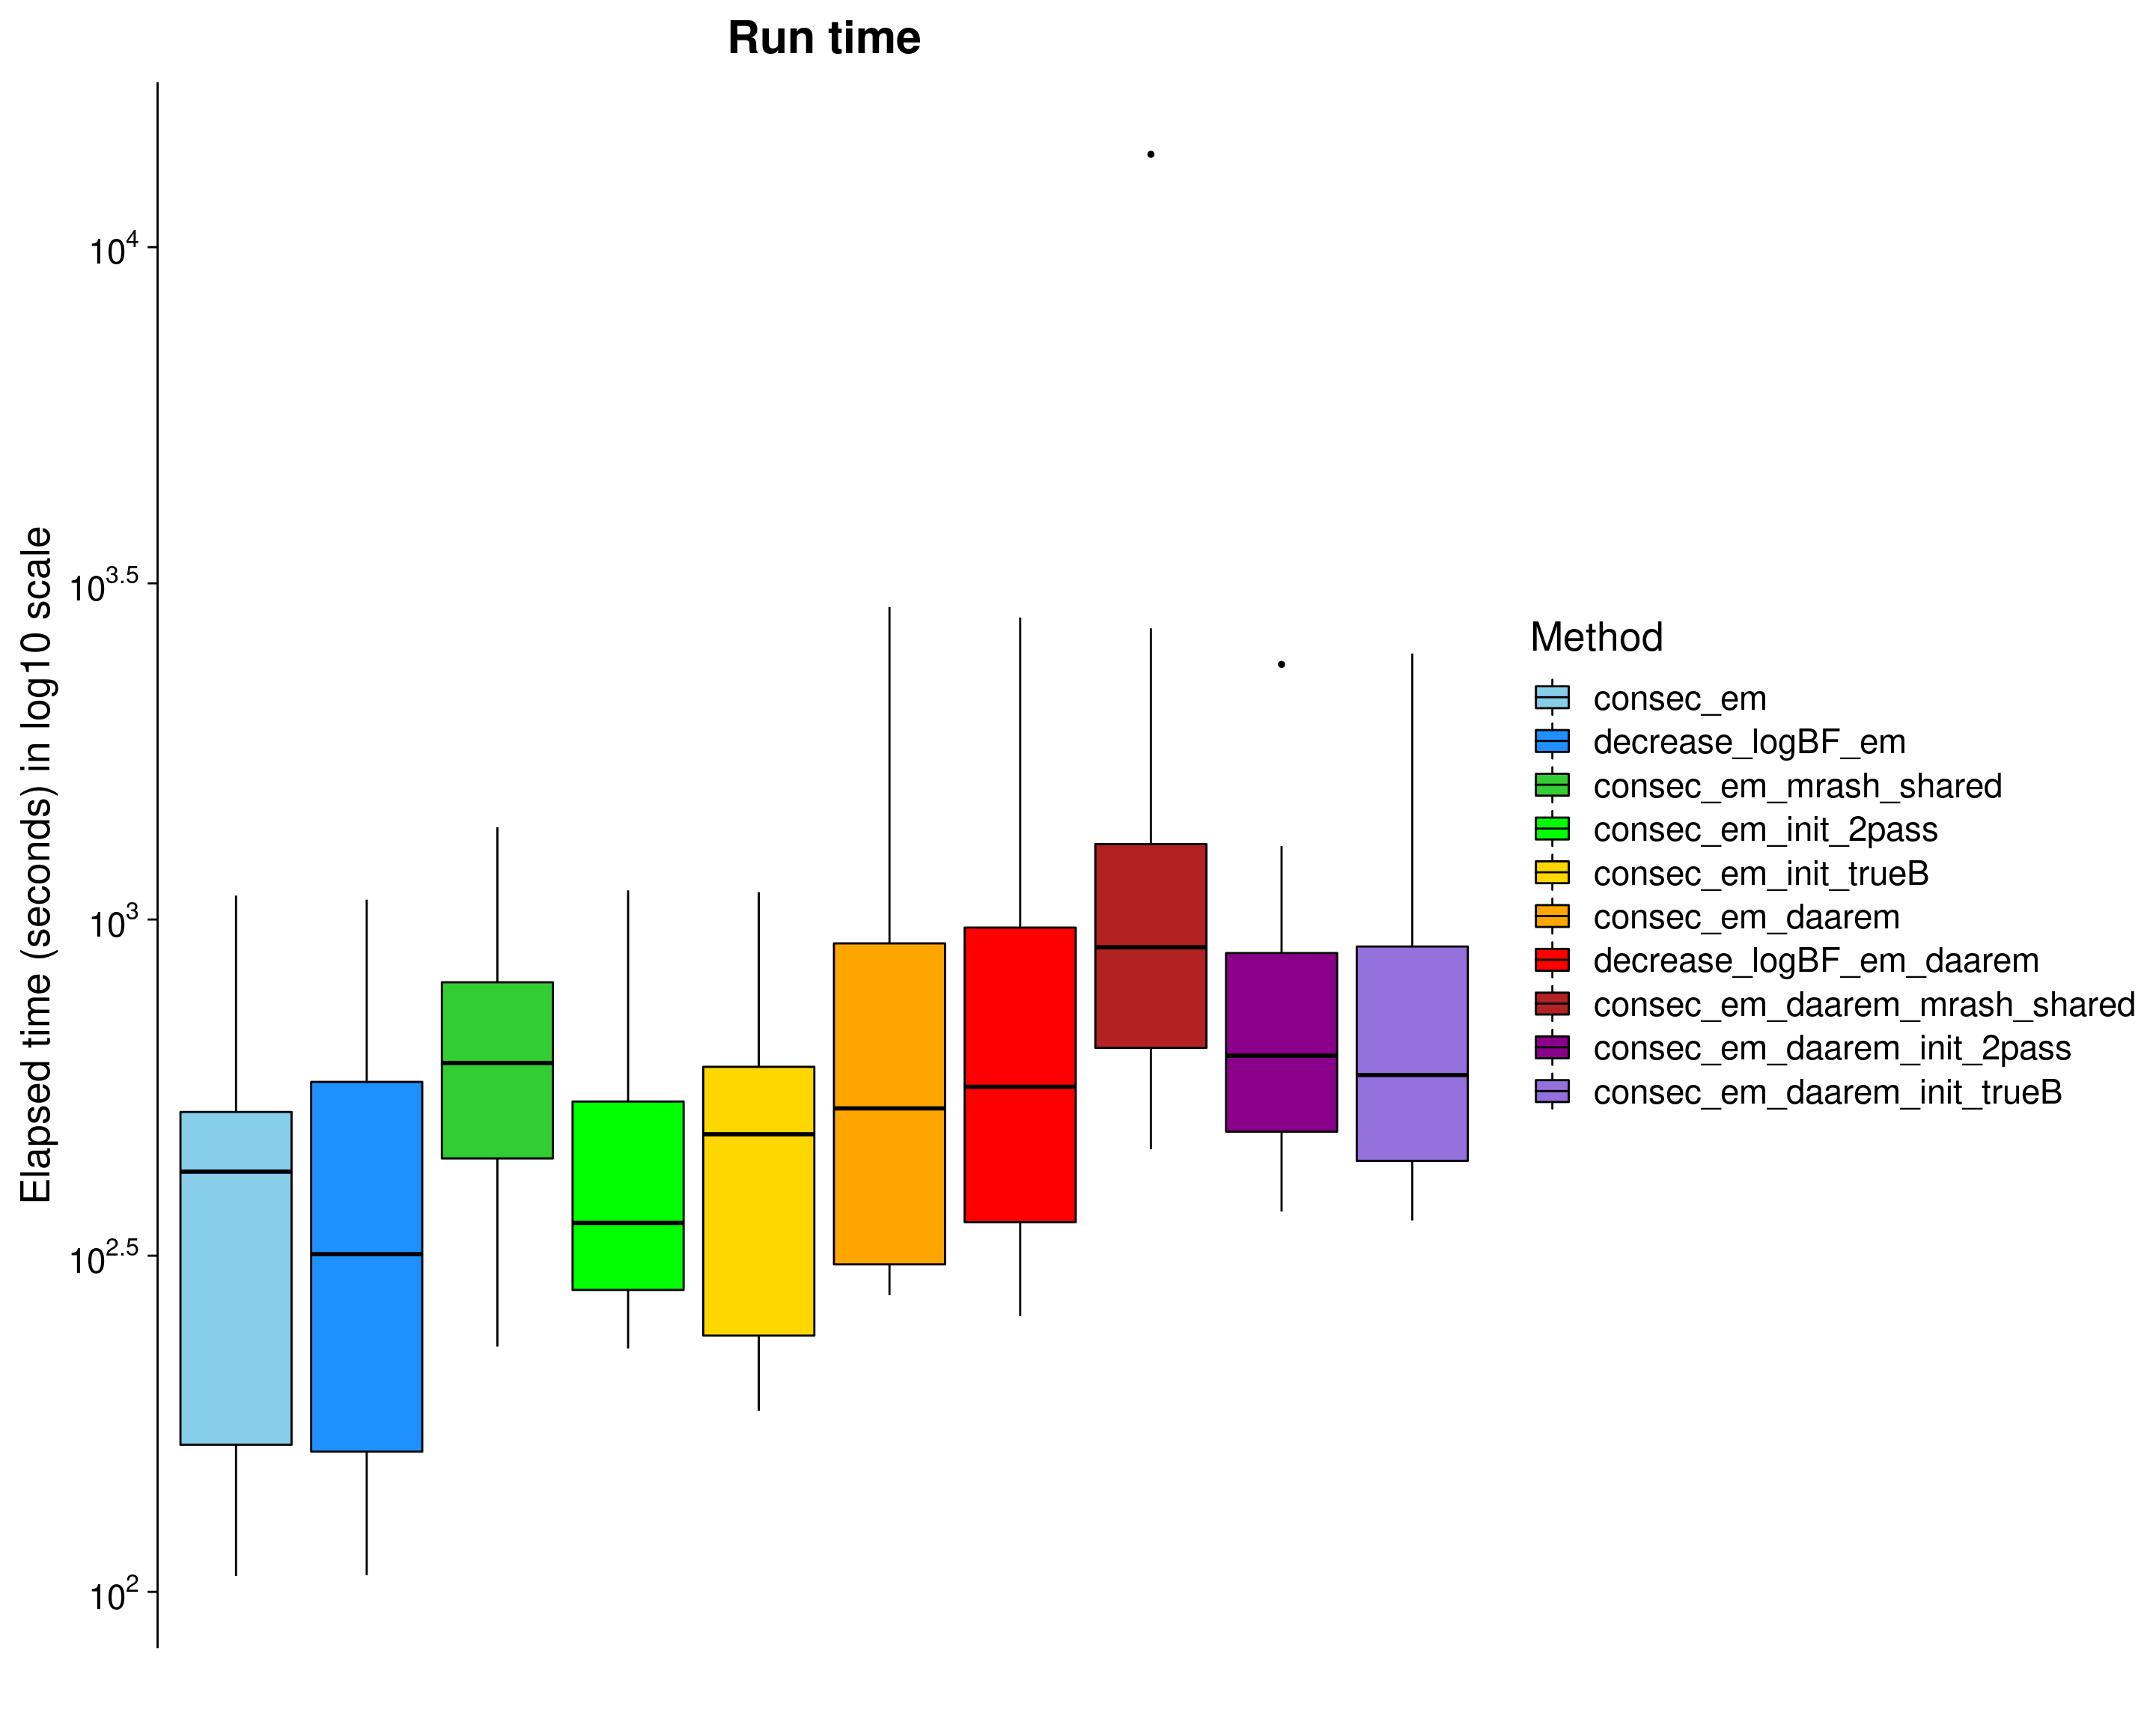 Run time
Elapsed time (seconds) in log10 scale
10^4
10^3.5
10^3
10^2.5
10^2
Method
consec_em
decrease_logBF_em
consec_em_mrash_shared
consec_em_init_2pass
consec_em_init_trueB
consec_em_daarem
decrease_logBF_em_daarem
consec_em_daarem_mrash_shared
consec_em_daarem_init_2pass
consec_em_daarem_init_trueB